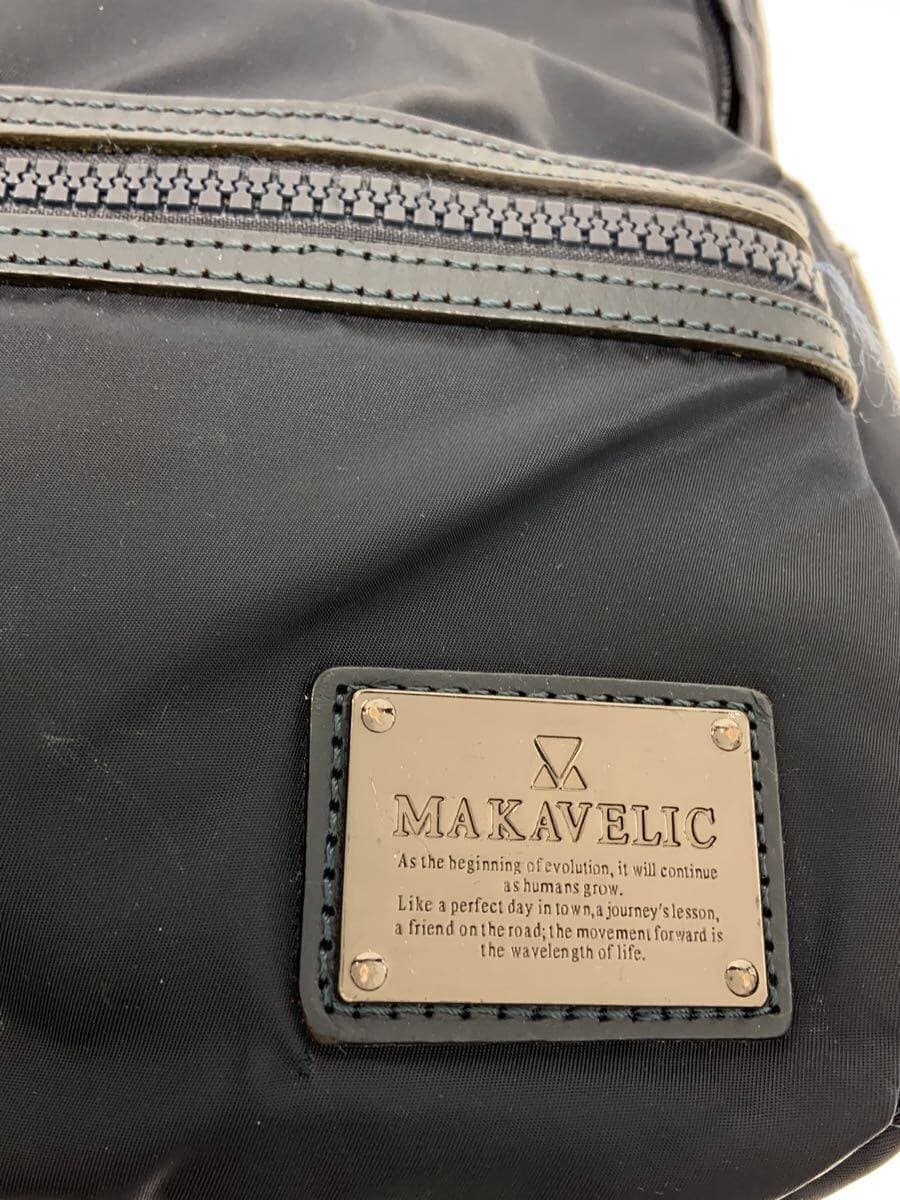 MAKAVELIC
As the beginning of evolution, it will continue
as humans grow.
Like a perfect day in town, a journey's lesson,
a friend on the road; the movement forward is
the wavelength of life.